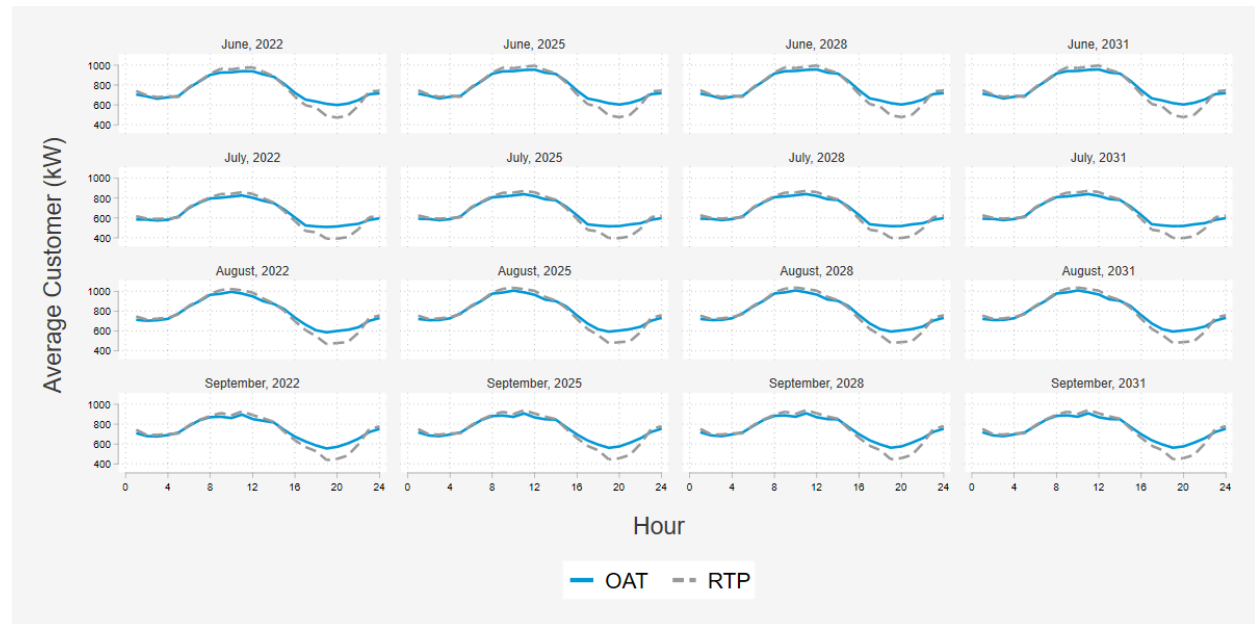 June, 2022 June, 2025 June, 2028 June, 2031
1000
800
600
400
July, 2022 July, 2025 July, 2028 July, 2031
1000
800
600
400
August, 2022 August, 2025 August, 2028 August, 2031
1000
800
600
400
September, 2022 September, 2025 September, 2028 September, 2031
1000
800
600
400
Average Customer (kW)
0 4 8 12 16 20 24 0 4 8 12 16 20 24 0 4 8 12 16 20 24 0 4 8 12 16 20 24
Hour
OAT RTP